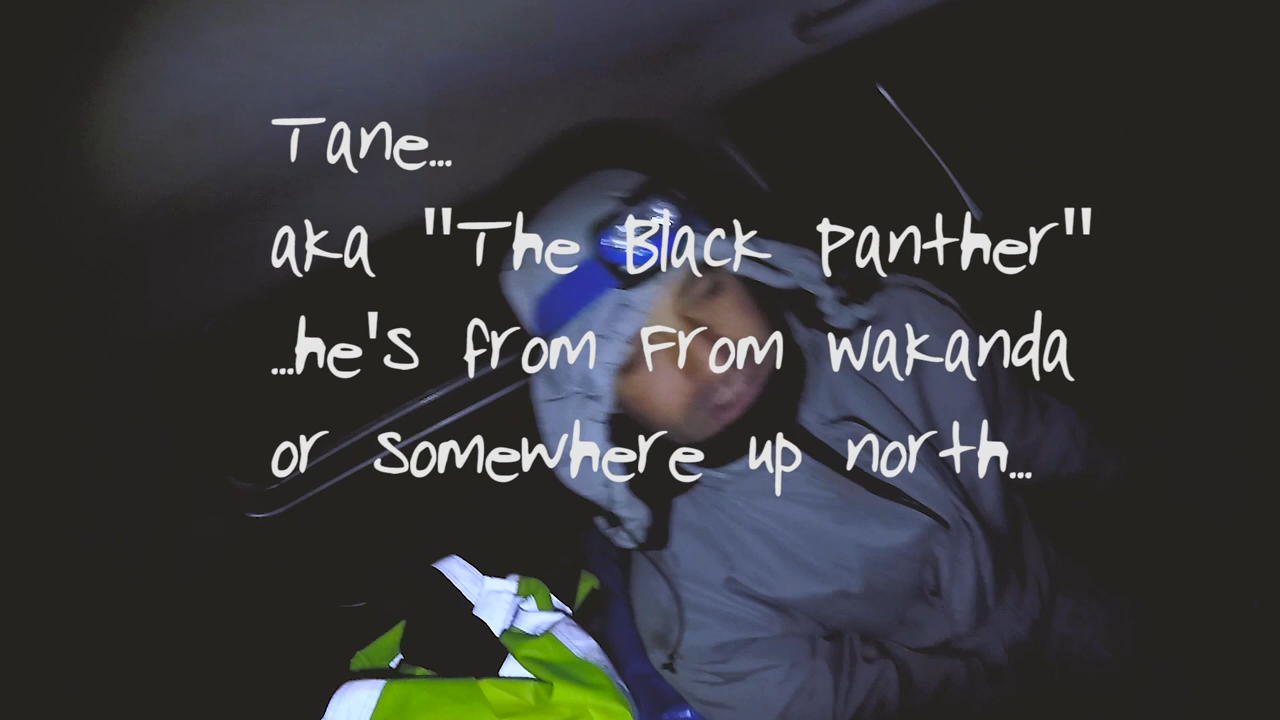 Tane...
aka "The Black Panther"
...he's from From Wakanda
or somewhere up north...